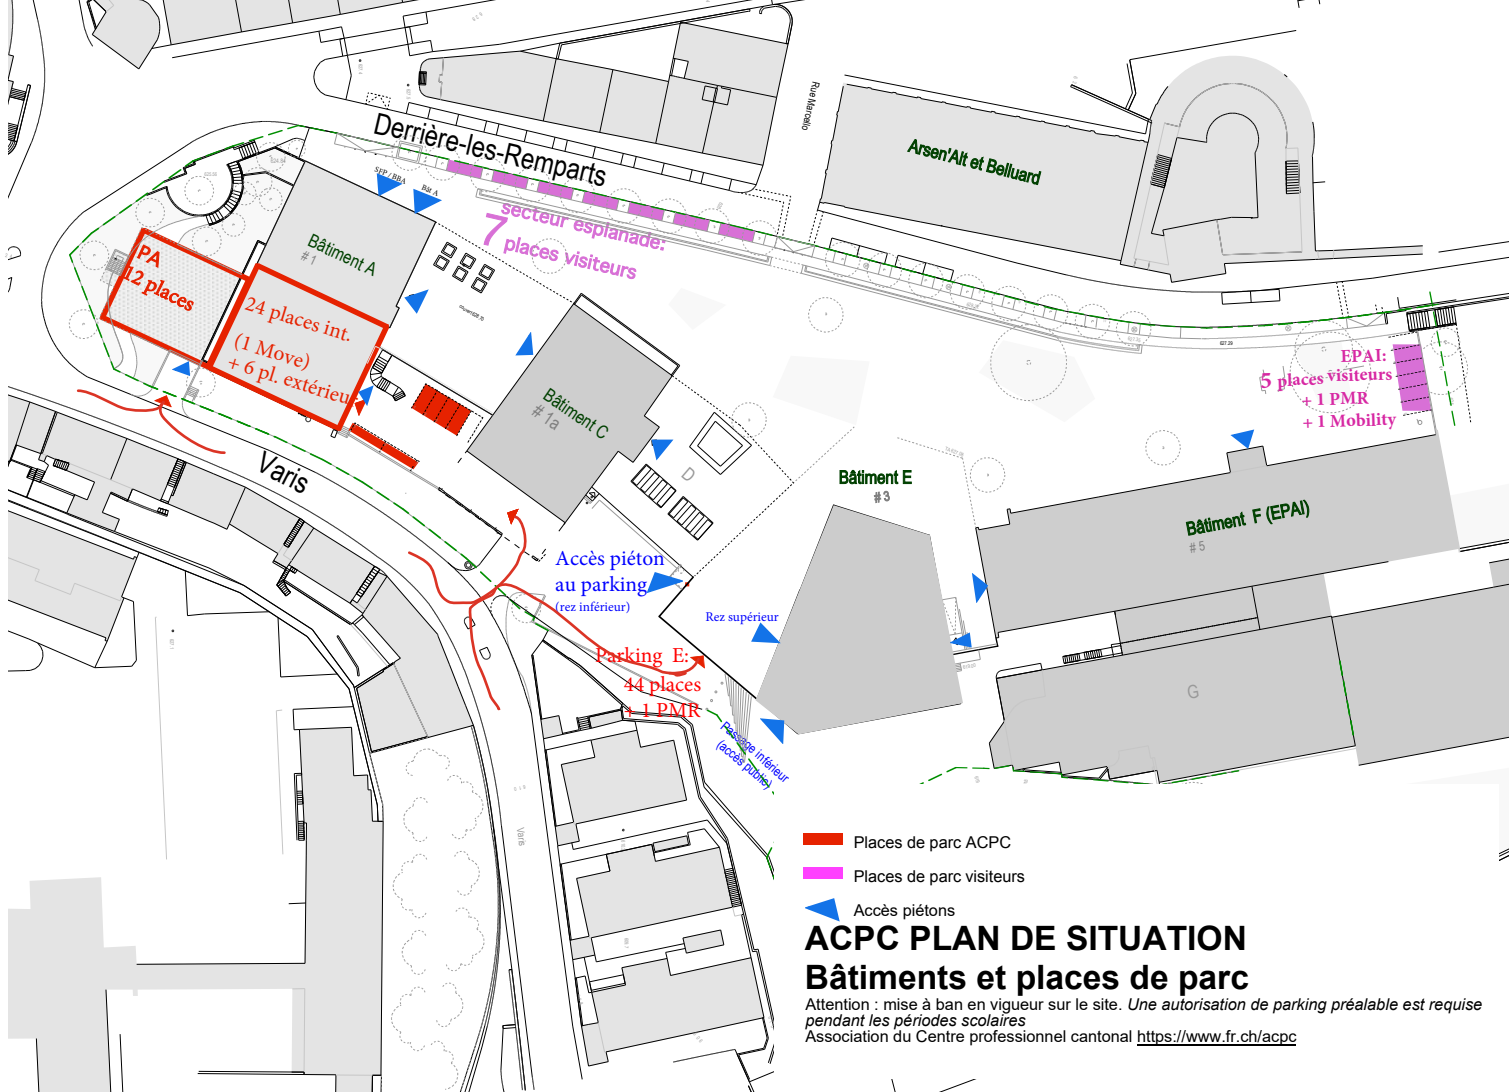 Derrière-les-Remparts
Rue Marcello
Arsen'Alt et Belluard
SFP / BBA
Bât A
secteur esplanade:
7 places visiteurs
Bâtiment A
# 1
PA
12 places
24 places int.
(1 Move)
+ 6 pl. extérieur
Bâtiment C
# 1a
D
Varis
EPAI:
5 places visiteurs
+ 1 PMR
+ 1 Mobility
Bâtiment E
# 3
Bâtiment F (EPAI)
# 5
Accès piéton
au parking
(rez inférieur)
Rez supérieur
Parking E:
44 places
+ 1 PMR
Passage inférieur
(accès public)
G
Varis
Places de parc ACPC
Places de parc visiteurs
Accès piétons
ACPC PLAN DE SITUATION
Bâtiments et places de parc
Attention : mise à ban en vigueur sur le site. Une autorisation de parking préalable est requise
pendant les périodes scolaires
Association du Centre professionnel cantonal https://www.fr.ch/acpc